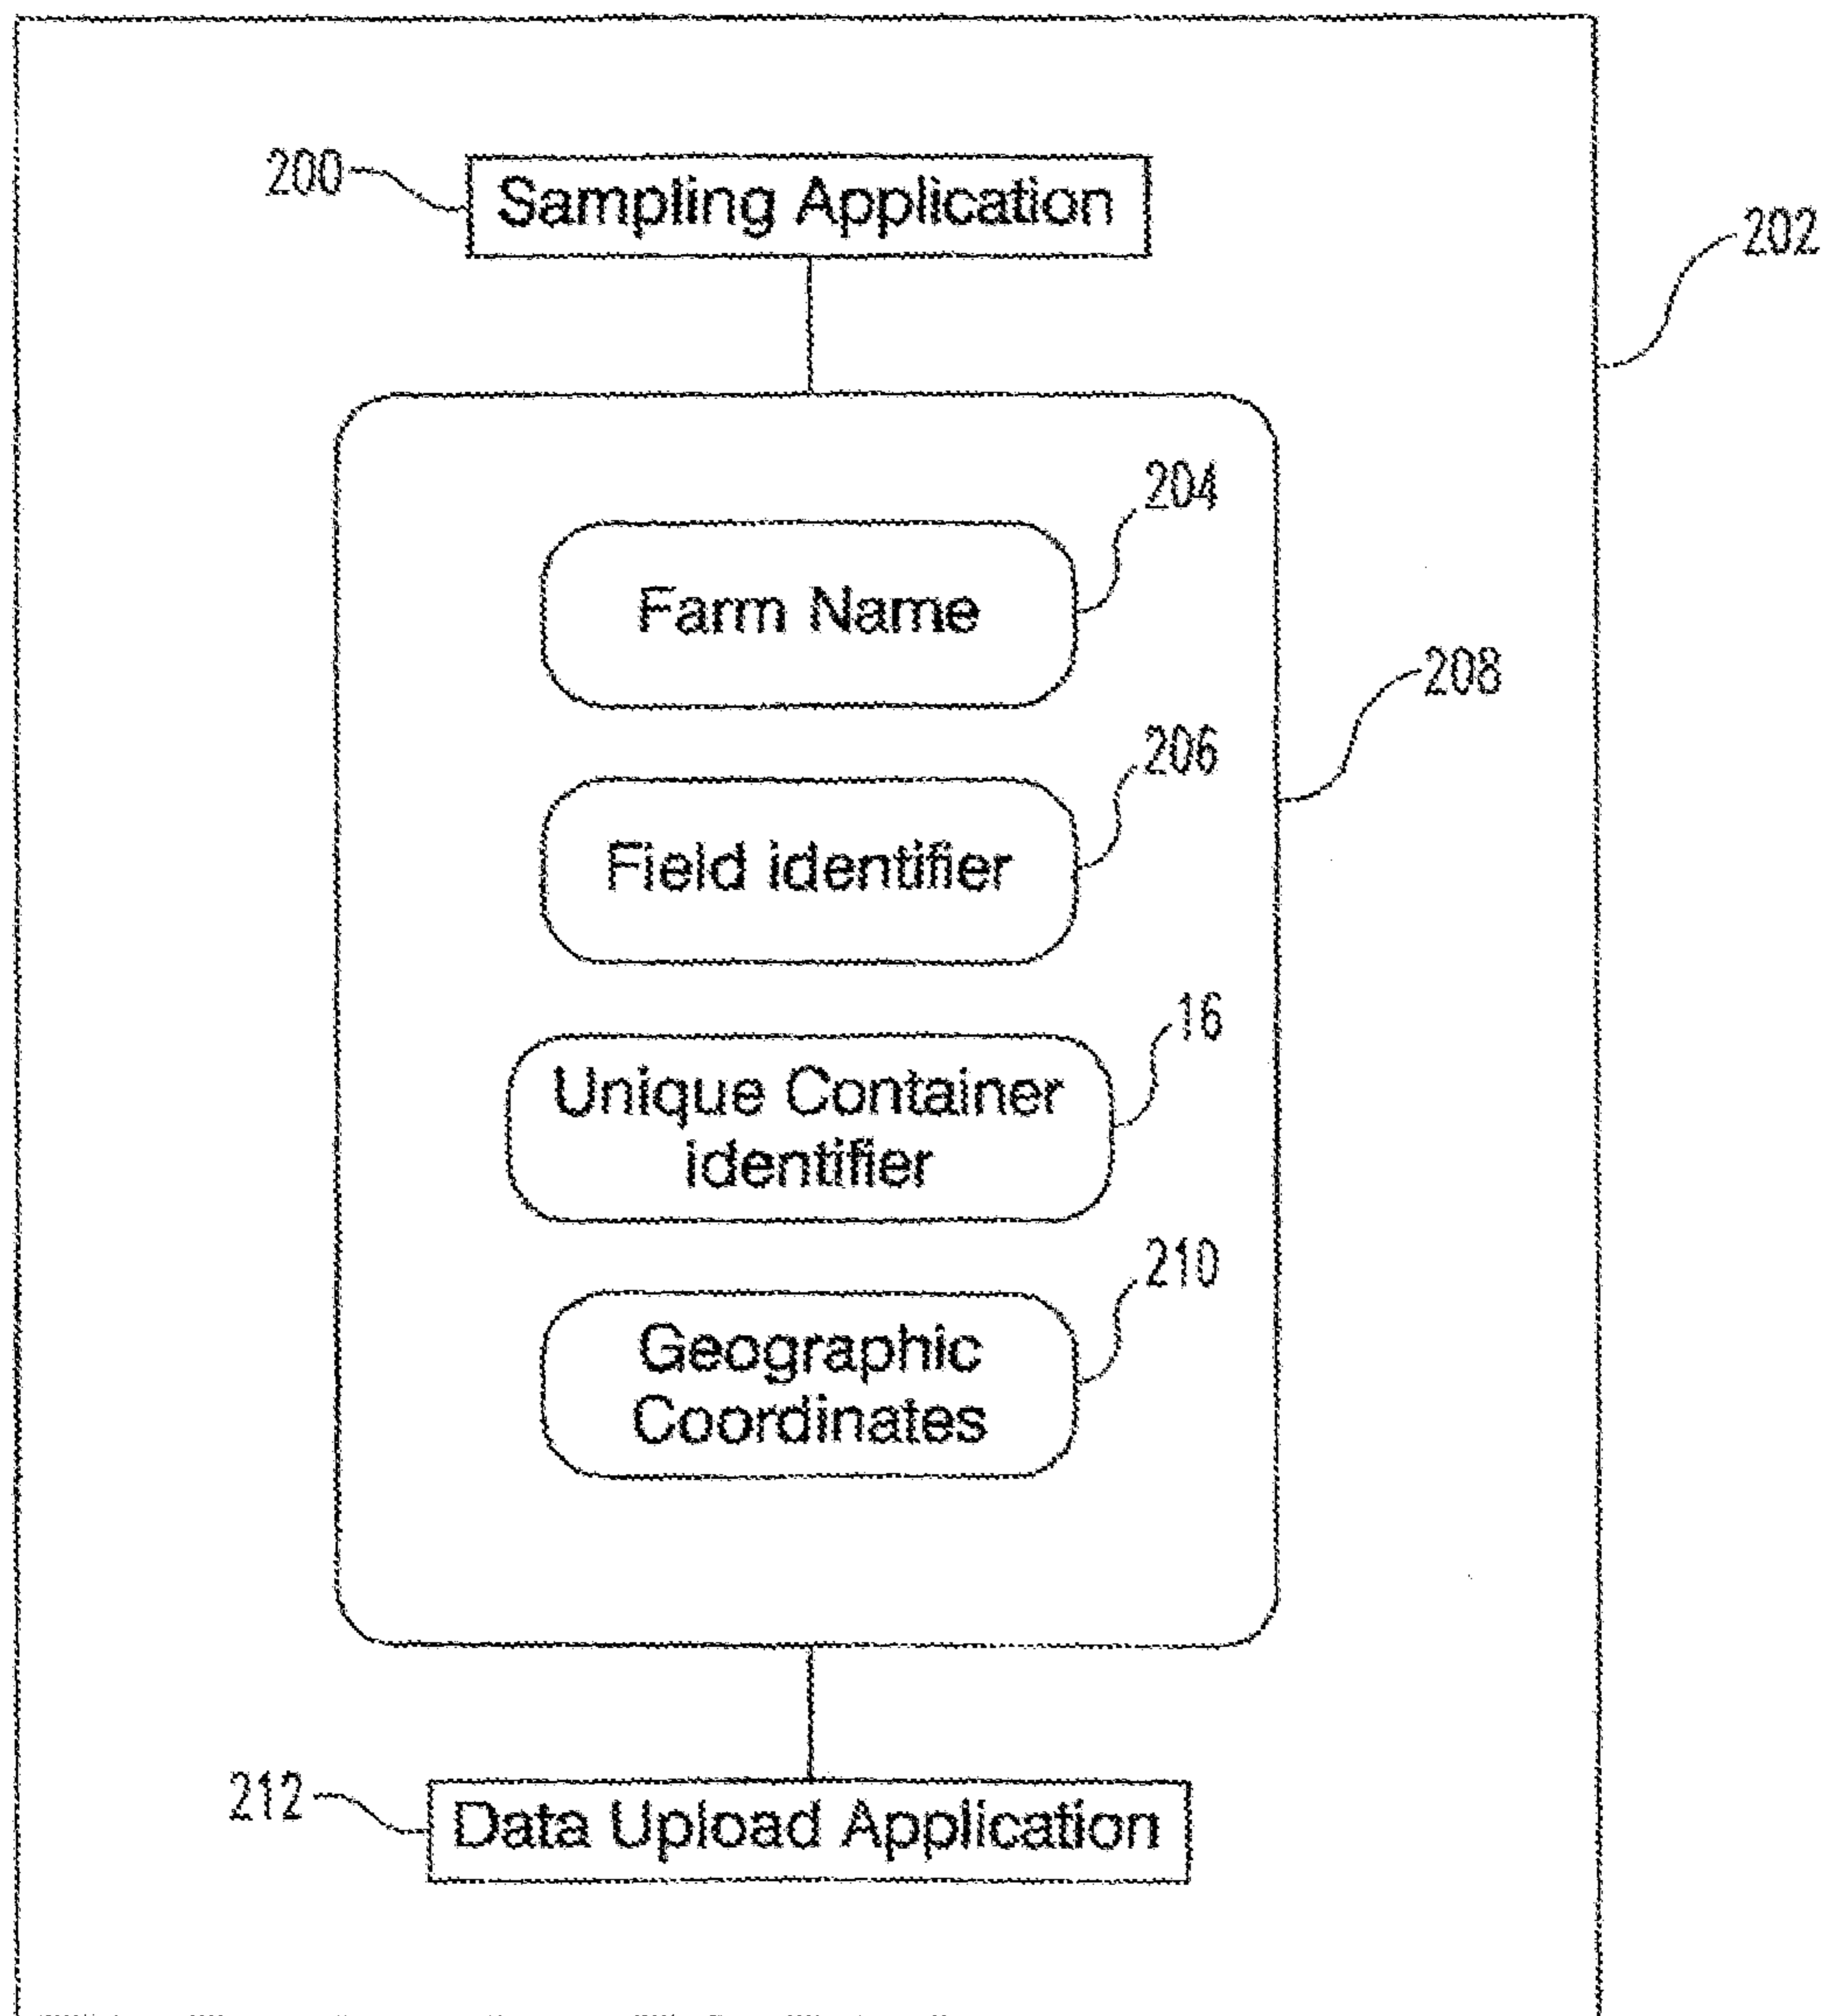 200
Sampling Application
202
204
Farm Name
208
206
Field identifier
16
Unique Container
identifier
210
Geographic
Coordinates
212
Data Upload Application